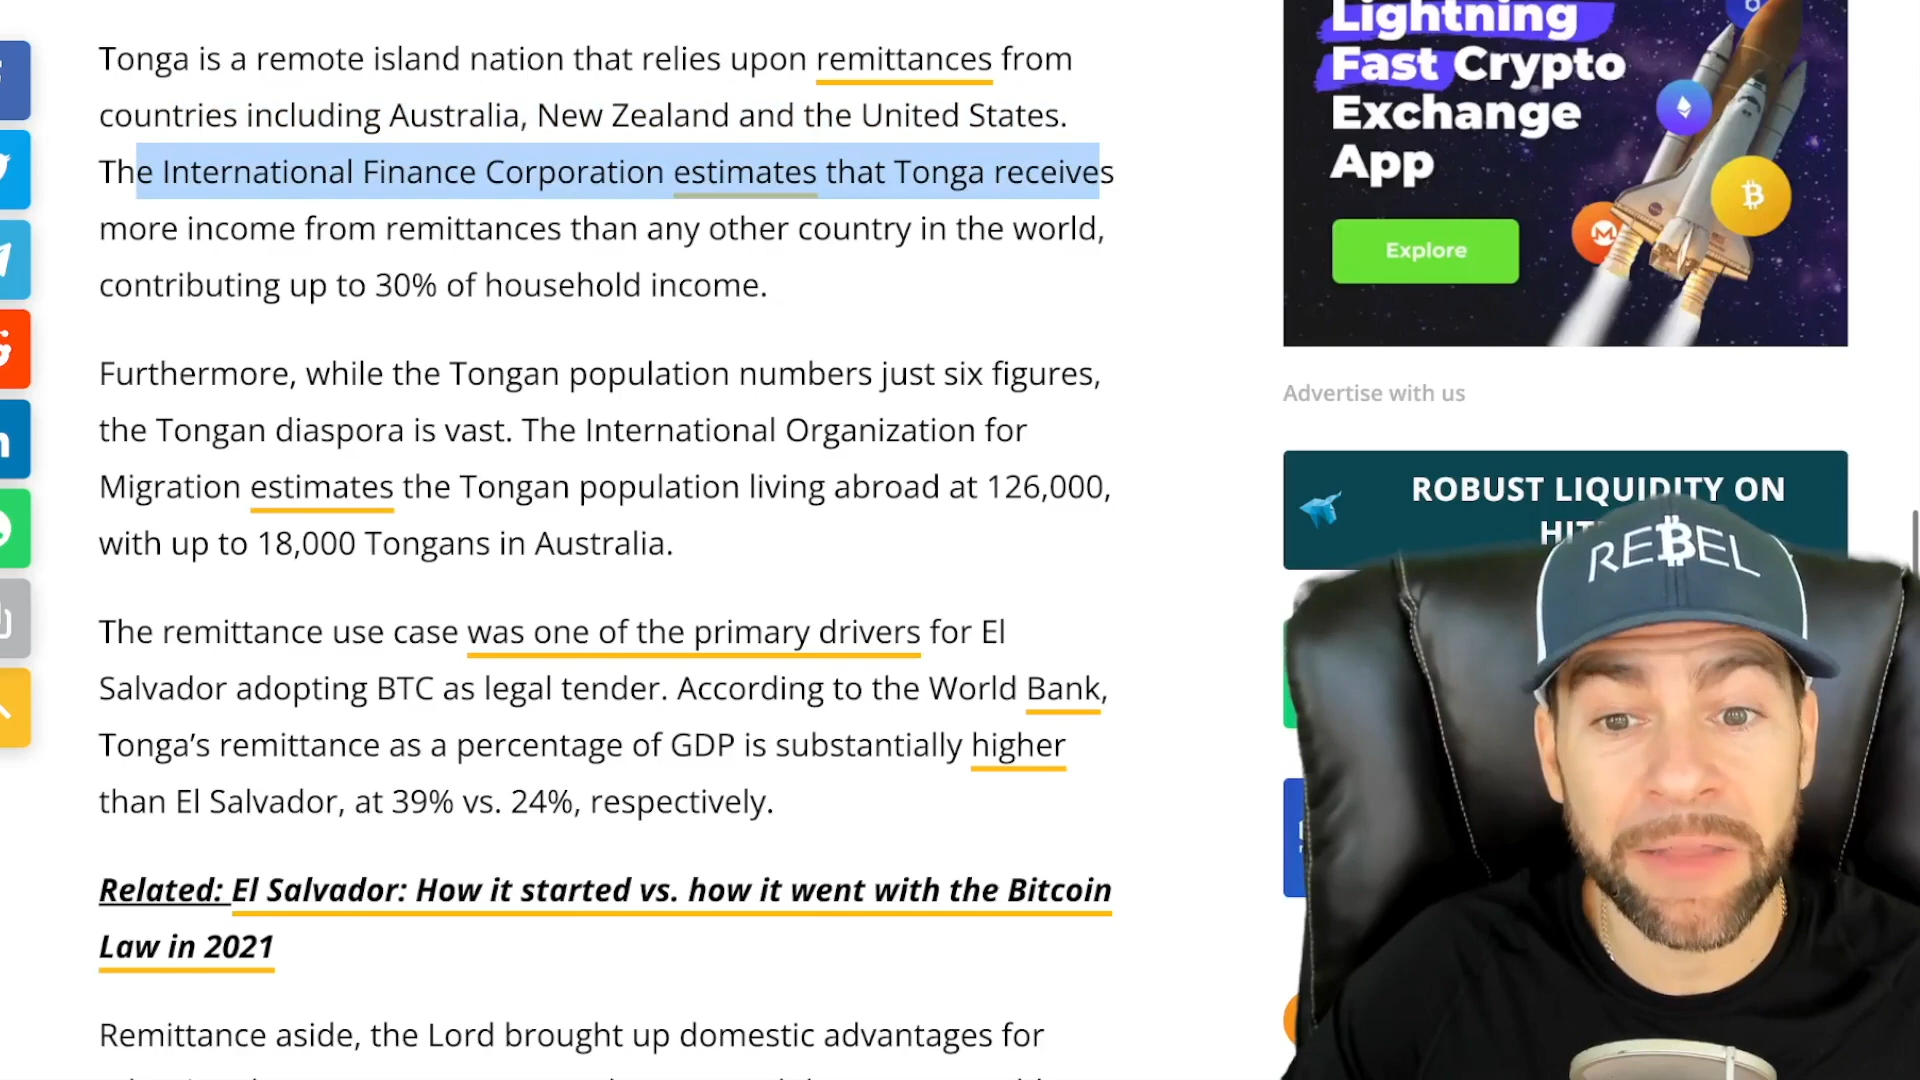 Tonga is a remote island nation that relies upon remittances from
countries including Australia, New Zealand and the United States.
The International Finance Corporation estimates that Tonga receives
more income from remittances than any other country in the world,
contributing up to 30% of household income.
Furthermore, while the Tongan population numbers just six figures,
the Tongan diaspora is vast. The International Organization for
Migration estimates the Tongan population living abroad at 126,000,
with up to 18,000 Tongans in Australia.
The remittance use case was one of the primary drivers for El
Salvador adopting BTC as legal tender. According to the World Bank,
Tonga’s remittance as a percentage of GDP is substantially higher
than El Salvador, at 39% vs. 24%, respectively.
Related: El Salvador: How it started vs. how it went with the Bitcoin
Law in 2021
Remittance aside, the Lord brought up domestic advantages for
Lightning
Fast Crypto
Exchange
App
Explore
Advertise with us
ROBUST LIQUIDITY ON
REBEL